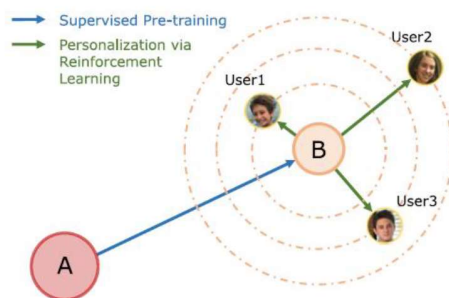 Supervised Pre-training
Personalization via
Reinforcement
Learning
User2
User1
B
User3
A